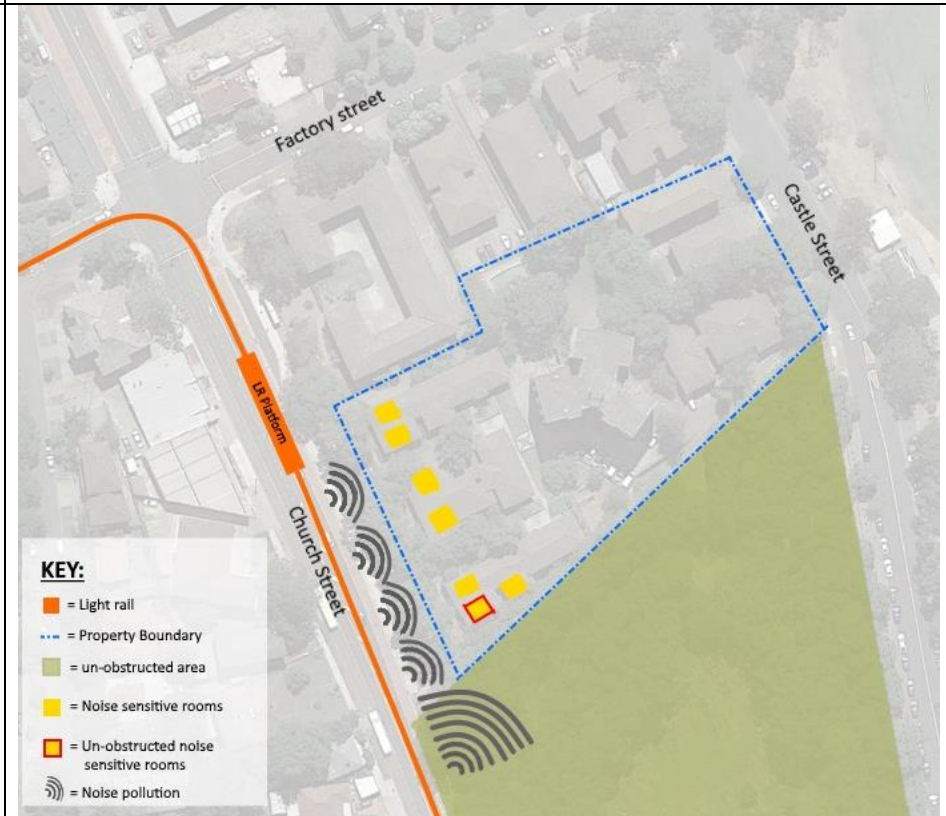 Factory street
Castle Street
LR Platform
Church Street
KEY:
= Light rail
= Property Boundary
= un-obstructed area
= Noise sensitive rooms
= Un-obstructed noise
sensitive rooms
= Noise pollution